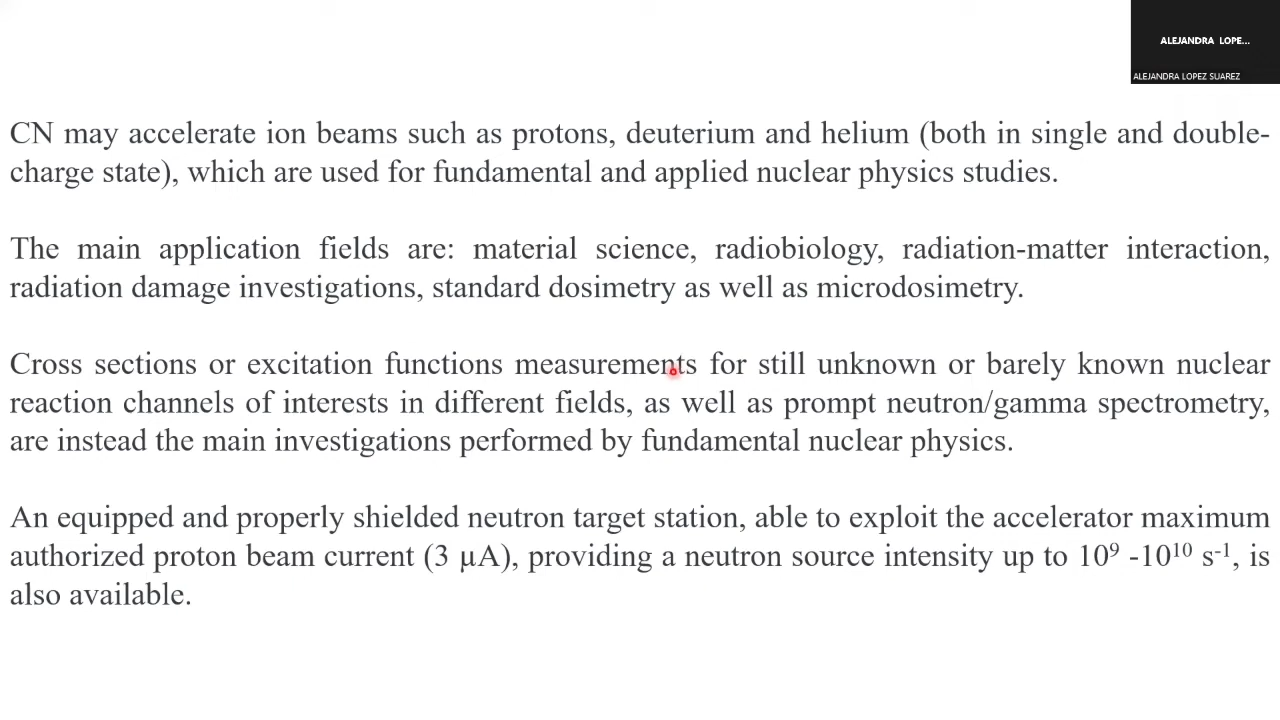 ALEJANDRA LOPE...
ALEJANDRA LOPEZ SUAREZ
CN may accelerate ion beams such as protons, deuterium and helium (both in single and double-
charge state), which are used for fundamental and applied nuclear physics studies.
The main application fields are: material science, radiobiology, radiation-matter interaction,
radiation damage investigations, standard dosimetry as well as microdosimetry.
Cross sections or excitation functions measurements for still unknown or barely known nuclear
reaction channels of interests in different fields, as well as prompt neutron/gamma spectrometry,
are instead the main investigations performed by fundamental nuclear physics.
An equipped and properly shielded neutron target station, able to exploit the accelerator maximum
authorized proton beam current (3 µA), providing a neutron source intensity up to 10⁹ -10¹⁰ s⁻¹, is
also available.